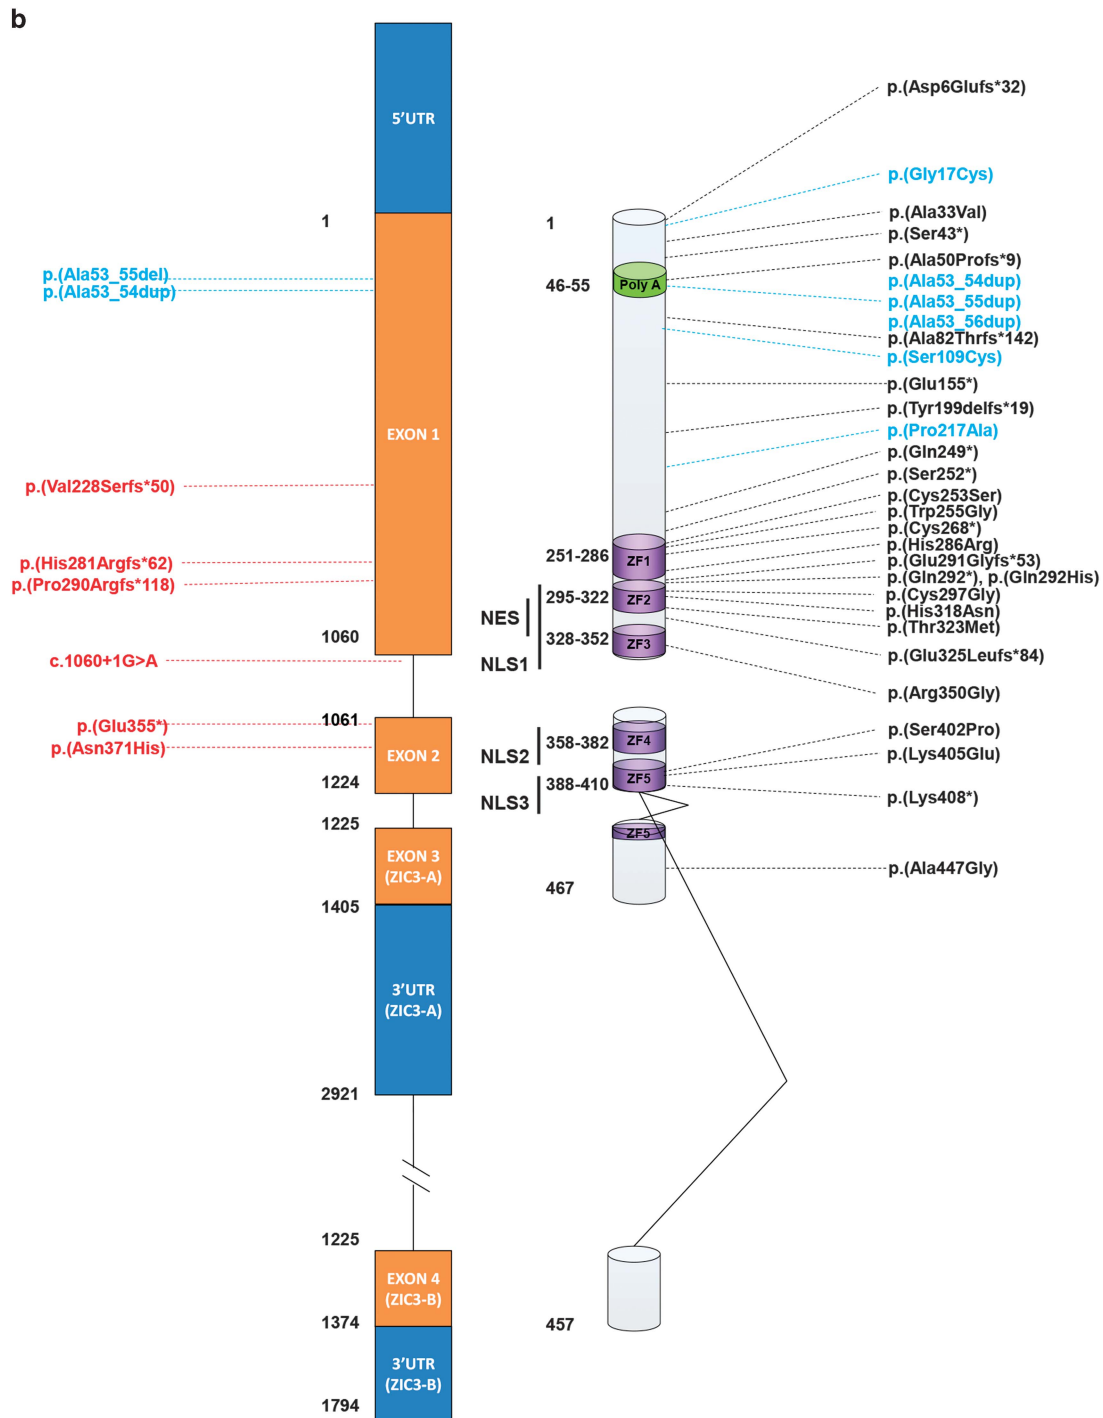 b
5'UTR
1
p.(Ala53_55del)
p.(Ala53_54dup)
EXON 1
p.(Val228Serfs*50)
p.(His281Argfs*62)
p.(Pro290Argfs*118)
1060
c.1060+1G>A
1061
p.(Glu355*)
p.(Asn371His)
EXON 2
1224
1225
EXON 3
(ZIC3-A)
1405
3'UTR
(ZIC3-A)
2921
1225
EXON 4
(ZIC3-B)
1374
3'UTR
(ZIC3-B)
1794
1
46-55
Poly A
251-286
ZF1
295-322
ZF2
NES
328-352
ZF3
NLS1
NLS2
358-382
ZF4
388-410
ZF5
NLS3
ZF5
467
457
p.(Asp6Glufs*32)
p.(Gly17Cys)
p.(Ala33Val)
p.(Ser43*)
p.(Ala50Profs*9)
p.(Ala53_54dup)
p.(Ala53_55dup)
p.(Ala53_56dup)
p.(Ala82Thrfs*142)
p.(Ser109Cys)
p.(Glu155*)
p.(Tyr199delfs*19)
p.(Pro217Ala)
p.(Gln249*)
p.(Ser252*)
p.(Cys253Ser)
p.(Trp255Gly)
p.(Cys268*)
p.(His286Arg)
p.(Glu291Glyfs*53)
p.(Gln292*), p.(Gln292His)
p.(Cys297Gly)
p.(His318Asn)
p.(Thr323Met)
p.(Glu325Leufs*84)
p.(Arg350Gly)
p.(Ser402Pro)
p.(Lys405Glu)
p.(Lys408*)
p.(Ala447Gly)